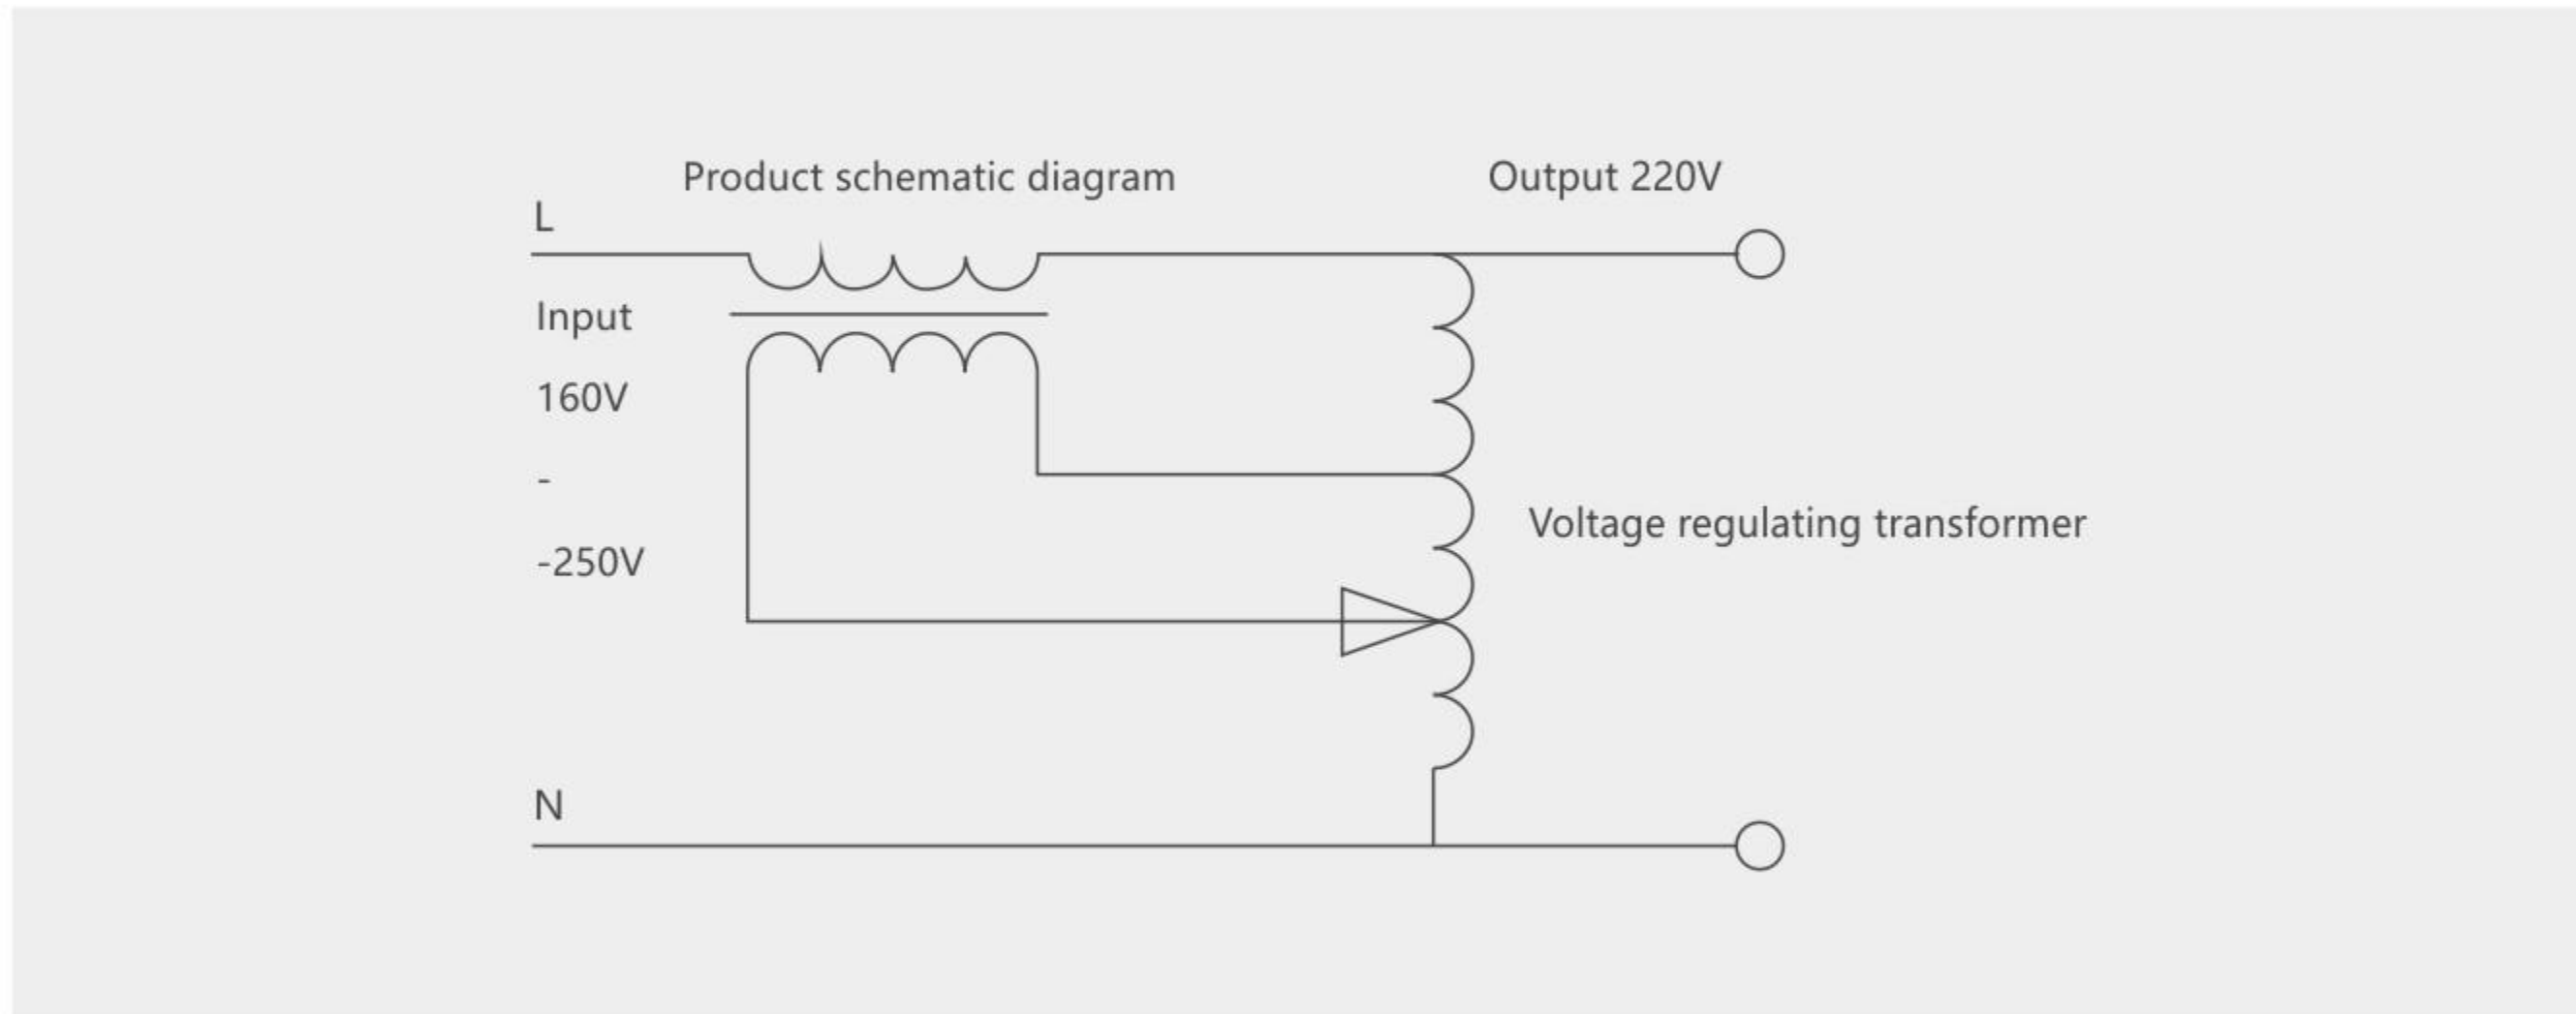 Product schematic diagram
Output 220V
L
Input
160V
-
-250V
Voltage regulating transformer
N